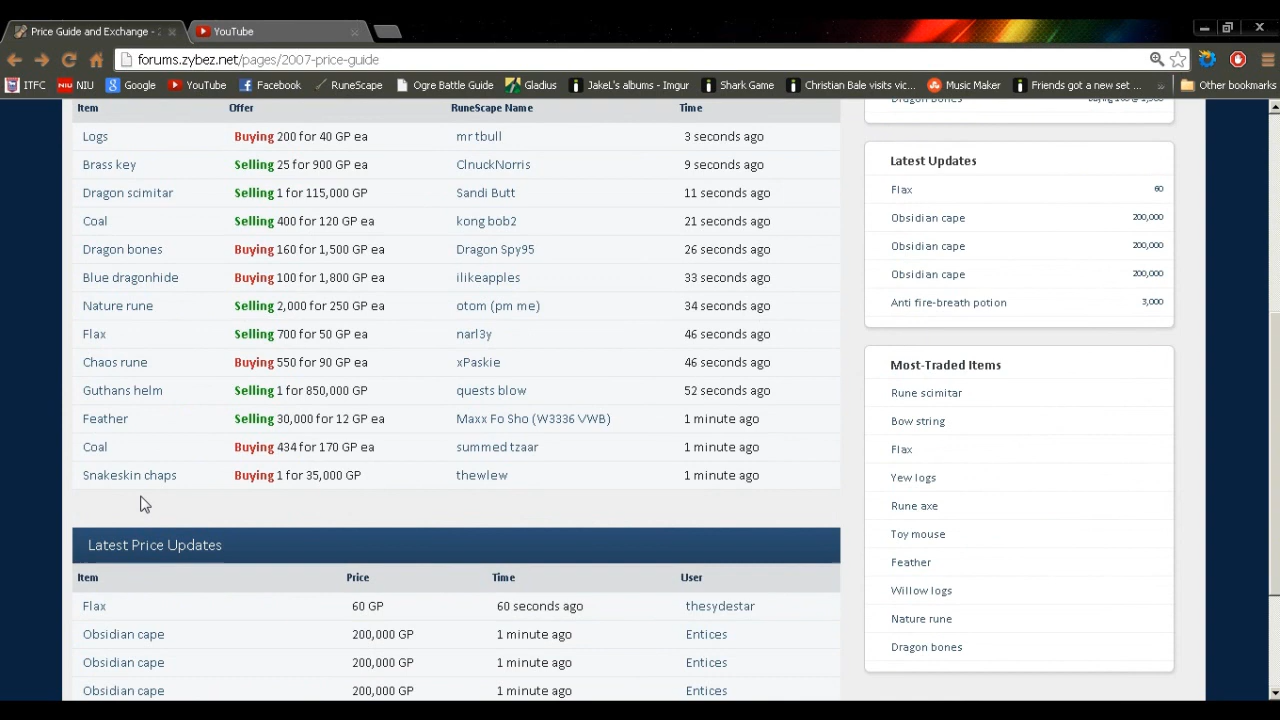 Price Guide and Exchange - 2
YouTube
forums.zybez.net/pages/2007-price-guide
ITFC NIU Google YouTube Facebook RuneScape Ogre Battle Guide Gladius JakeL's albums - Imgur Shark Game Christian Bale visits vic... Music Maker Friends got a new set ... » Other bookmarks
Item Offer RuneScape Name Time
Logs Buying 200 for 40 GP ea mr tbull 3 seconds ago
Brass key Selling 25 for 900 GP ea ClnuckNorris 9 seconds ago
Dragon scimitar Selling 1 for 115,000 GP Sandi Butt 11 seconds ago
Coal Selling 400 for 120 GP ea kong bob2 21 seconds ago
Dragon bones Buying 160 for 1,500 GP ea Dragon Spy95 26 seconds ago
Blue dragonhide Buying 100 for 1,800 GP ea ilikeapples 33 seconds ago
Nature rune Selling 2,000 for 250 GP ea otom (pm me) 34 seconds ago
Flax Selling 700 for 50 GP ea narl3y 46 seconds ago
Chaos rune Buying 550 for 90 GP ea xPaskie 46 seconds ago
Guthans helm Selling 1 for 850,000 GP quests blow 52 seconds ago
Feather Selling 30,000 for 12 GP ea Maxx Fo Sho (W3336 VWB) 1 minute ago
Coal Buying 434 for 170 GP ea summed tzaar 1 minute ago
Snakeskin chaps Buying 1 for 35,000 GP thewlew 1 minute ago
Latest Price Updates
Item Price Time User
Flax 60 GP 60 seconds ago thesydestar
Obsidian cape 200,000 GP 1 minute ago Entices
Obsidian cape 200,000 GP 1 minute ago Entices
Obsidian cape 200,000 GP 1 minute ago Entices
Dragon bones
Latest Updates
Flax 60
Obsidian cape 200,000
Obsidian cape 200,000
Obsidian cape 200,000
Anti fire-breath potion 3,000
Most-Traded Items
Rune scimitar
Bow string
Flax
Yew logs
Rune axe
Toy mouse
Feather
Willow logs
Nature rune
Dragon bones